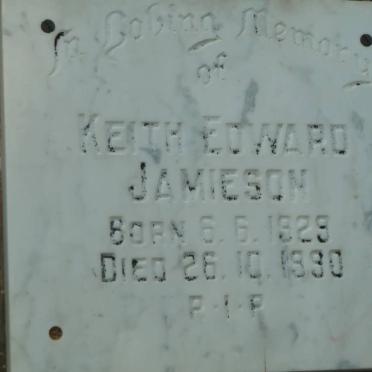 In Loving Memory
of
KEITH EDWARD
JAMIESON
BORN 6.6.1929
DIED 26.10.1990
R·I·P